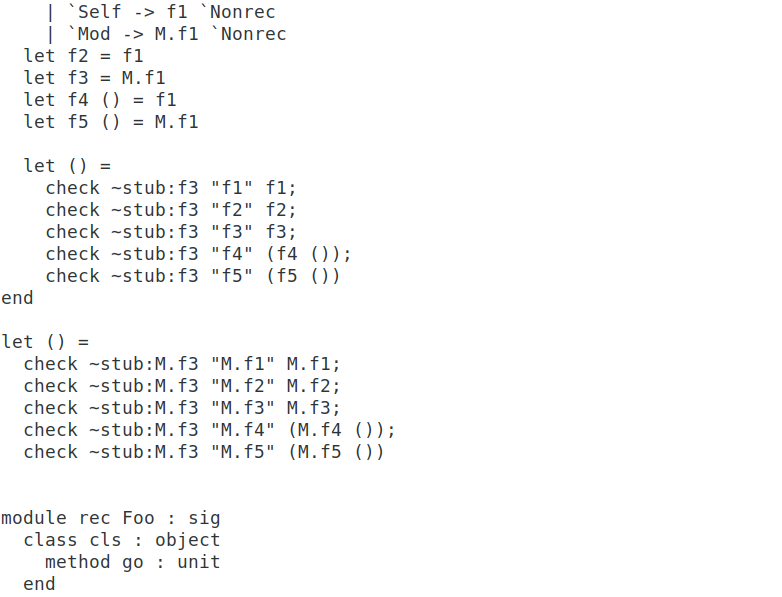 | `Self -> f1 `Nonrec
    | `Mod -> M.f1 `Nonrec
  let f2 = f1
  let f3 = M.f1
  let f4 () = f1
  let f5 () = M.f1

  let () =
    check ~stub:f3 "f1" f1;
    check ~stub:f3 "f2" f2;
    check ~stub:f3 "f3" f3;
    check ~stub:f3 "f4" (f4 ());
    check ~stub:f3 "f5" (f5 ())
end

let () =
  check ~stub:M.f3 "M.f1" M.f1;
  check ~stub:M.f3 "M.f2" M.f2;
  check ~stub:M.f3 "M.f3" M.f3;
  check ~stub:M.f3 "M.f4" (M.f4 ());
  check ~stub:M.f3 "M.f5" (M.f5 ())


module rec Foo : sig
  class cls : object
    method go : unit
  end